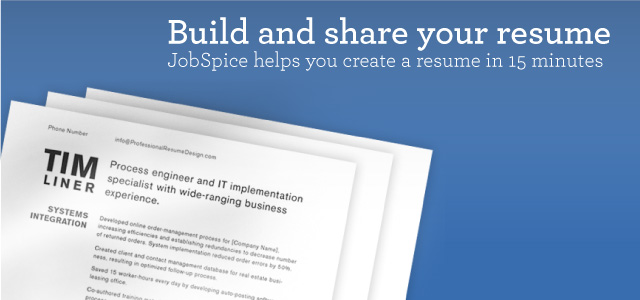 Build and share your resume
JobSpice helps you create a resume in 15 minutes
Phone Number
info@ProfessionalResumeDesign.com
TIM
LINER
Process engineer and IT implementation
specialist with wide-ranging business
experience.
SYSTEMS
INTEGRATION
Developed online order-management process for [Company Name],
increasing efficiencies and establishing redundancies to decrease number
of returned orders. System implementation reduced order errors by 50%.
Created client and contact management database for real estate busi-
ness, resulting in optimized follow-up process.
Saved 15 worker-hours every day by developing auto-posting
leasing office.
Co-authored training